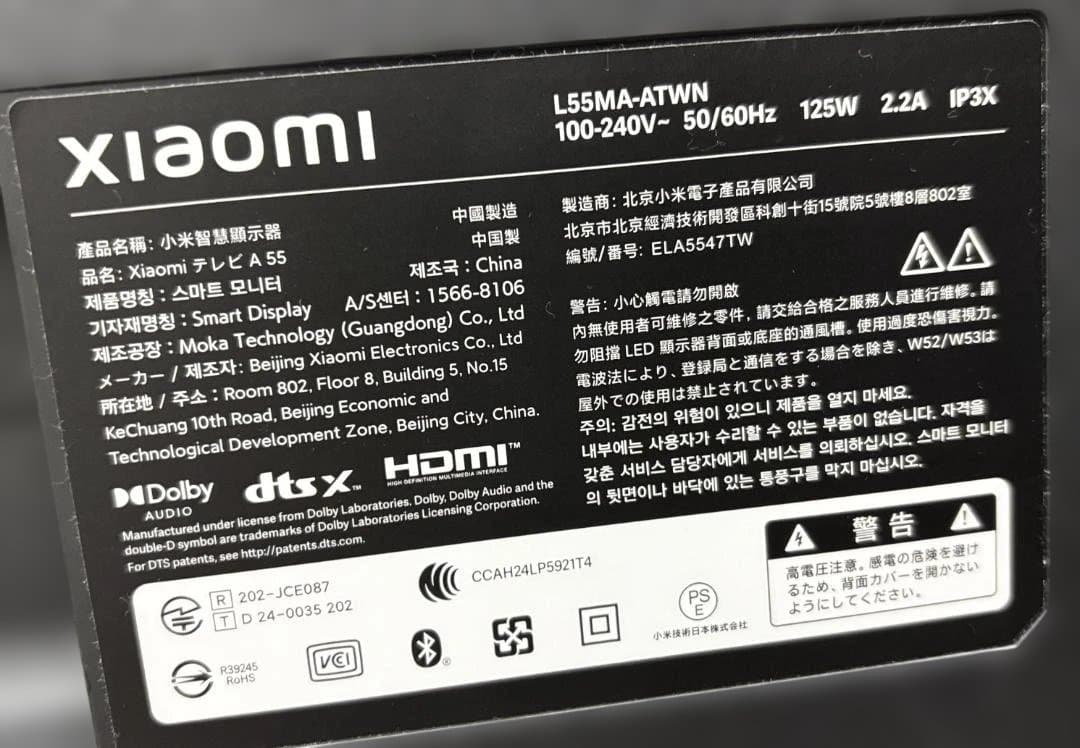 xiaomi
L55MA-ATWN
100-240V~ 50/60Hz 125W 2.2A IP3X
產品名稱: 小米智慧顯示器
中國製造
品名: Xiaomi テレビ A 55
中国製
제품명칭 : 스마트 모니터
제조국 : China
기자재명칭 : Smart Display
A/S센터 : 1566-8106
제조공장 : Moka Technology (Guangdong) Co., Ltd
メーカー / 제조자: Beijing Xiaomi Electronics Co., Ltd
所在地 / 주소 : Room 802, Floor 8, Building 5, No.15
KeChuang 10th Road, Beijing Economic and
Technological Development Zone, Beijing City, China.
Dolby
AUDIO
dts X™
HDMI™
HIGH DEFINITION MULTIMEDIA INTERFACE
Manufactured under license from Dolby Laboratories. Dolby, Dolby Audio and the
double-D symbol are trademarks of Dolby Laboratories Licensing Corporation.
For DTS patents, see http://patents.dts.com.
製造商: 北京小米電子產品有限公司
北京市北京經濟技術開發區科創十街15號院5號樓8層802室
編號/番号: ELA5547TW
警告: 小心觸電請勿開啟
內無使用者可維修之零件，請交給合格之服務人員進行維修。請
勿阻擋 LED 顯示器背面或底座的通風槽。使用過度恐傷害視力。
電波法により、登録局と通信をする場合を除き、W52/W53は
屋外での使用は禁止されています。
주의: 감전의 위험이 있으니 제품을 열지 마세요.
내부에는 사용자가 수리할 수 있는 부품이 없습니다. 자격을
갖춘 서비스 담당자에게 서비스를 의뢰하십시오. 스마트 모니터
의 뒷면이나 바닥에 있는 통풍구를 막지 마십시오.
R 202-JCE087
T D 24-0035 202
CCAH24LP5921T4
R39245
RoHS
VCI
®
PS
E
小米技術日本株式会社
警告
高電圧注意。感電の危険を避け
るため、背面カバーを開かない
ようにしてください。